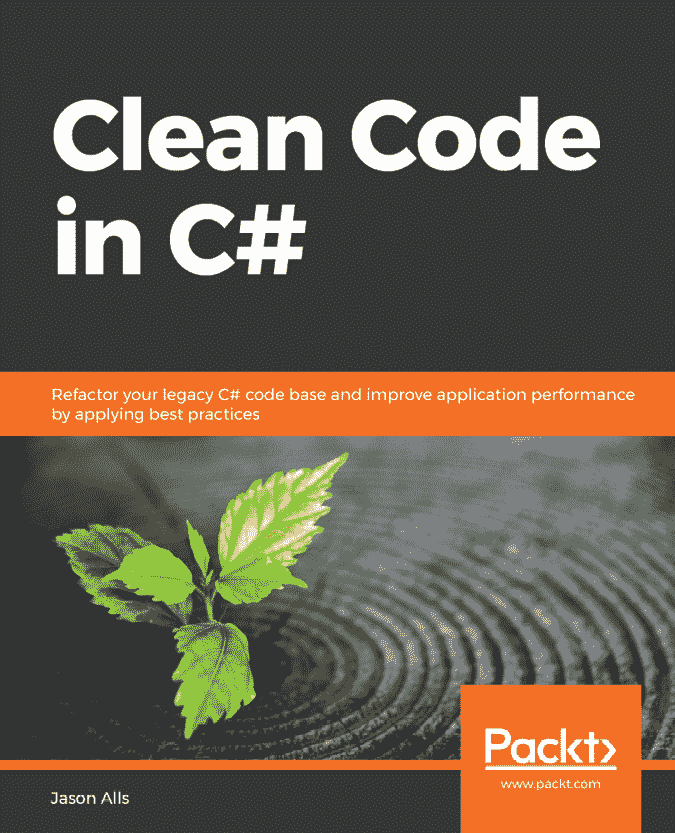 Clean Code
in C#
Refactor your legacy C# code base and improve application performance
by applying best practices
Packt>
www.packt.com
Jason Alls